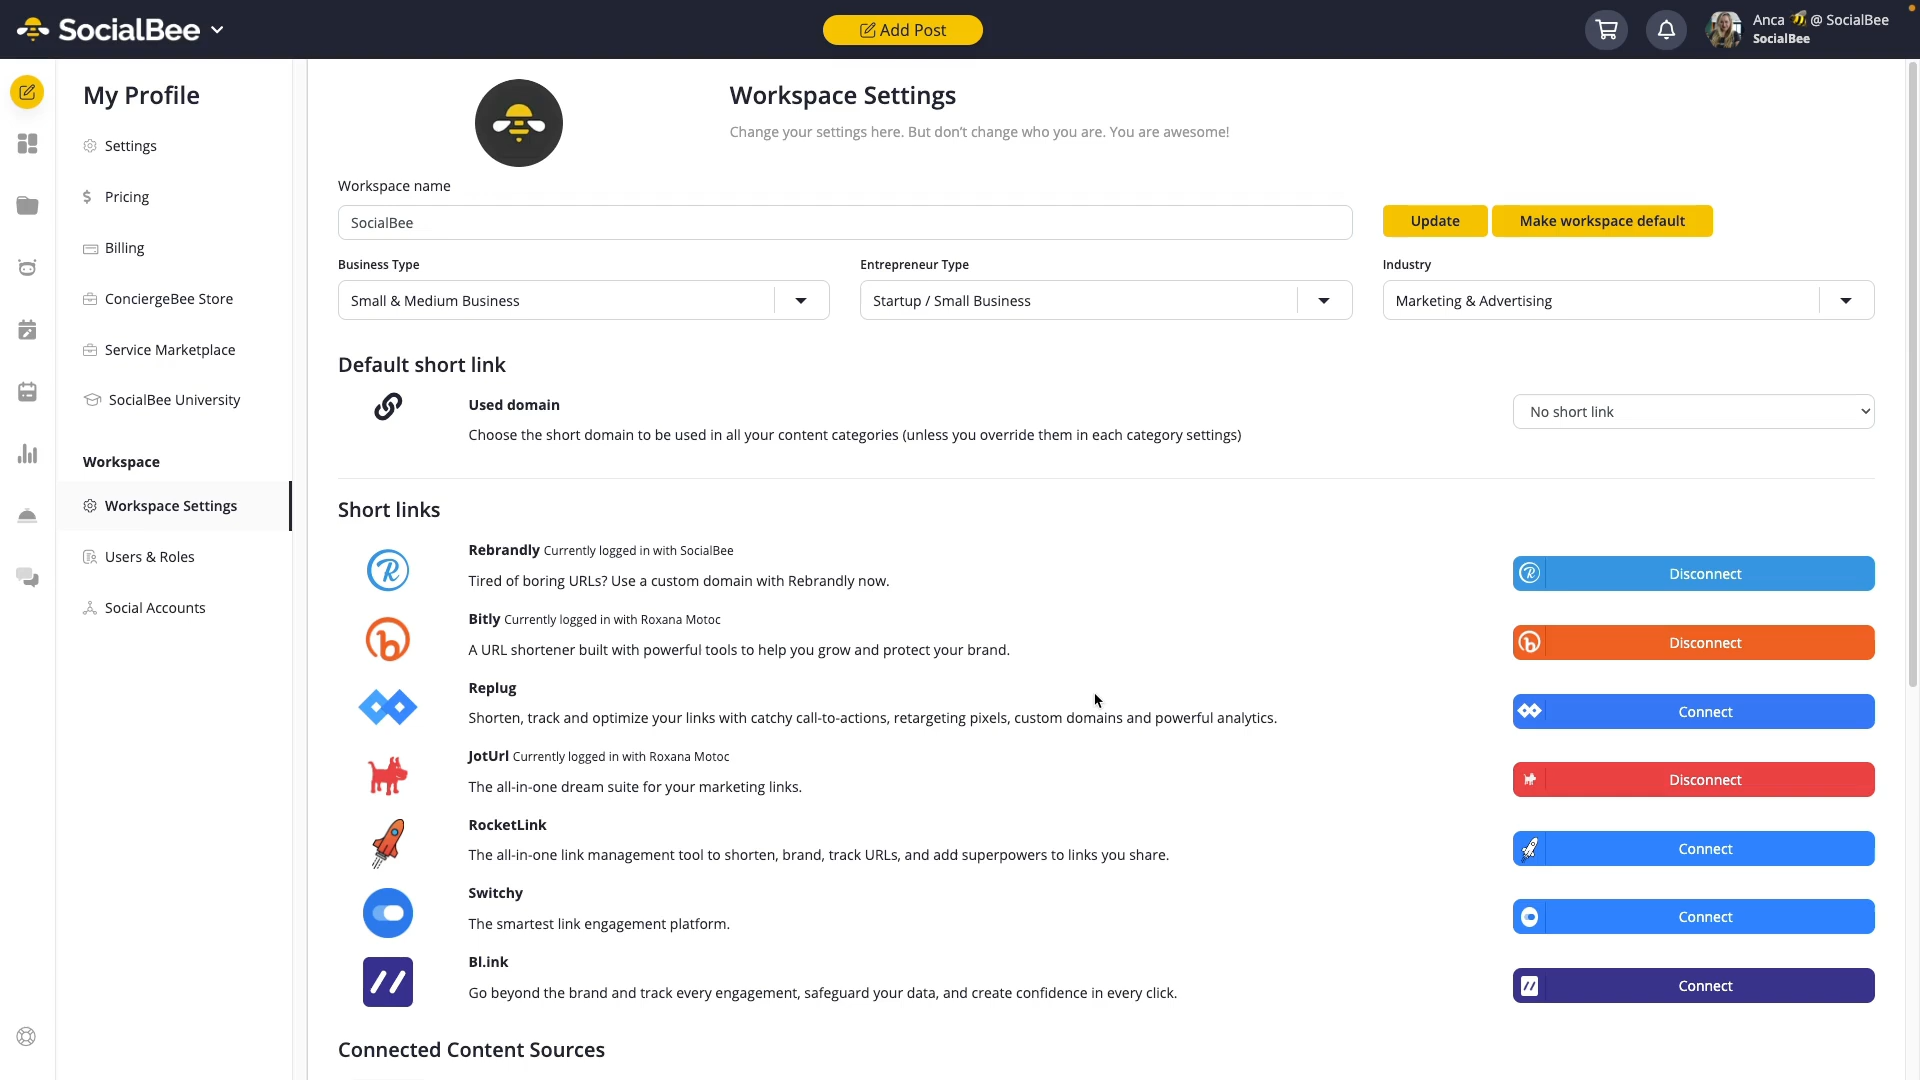 SocialBee
Add Post
Anca 🐝@ SocialBee
SocialBee
My Profile
Settings
Pricing
Billing
ConciergeBee Store
Service Marketplace
SocialBee University
Workspace
Workspace Settings
Users & Roles
Social Accounts
Workspace Settings
Change your settings here. But don’t change who you are. You are awesome!
Workspace name
SocialBee
Update
Make workspace default
Business Type
Entrepreneur Type
Industry
Small & Medium Business
Startup / Small Business
Marketing & Advertising
Default short link
Used domain
Choose the short domain to be used in all your content categories (unless you override them in each category settings)
No short link
Short links
Rebrandly Currently logged in with SocialBee
Tired of boring URLs? Use a custom domain with Rebrandly now.
Disconnect
Bitly Currently logged in with Roxana Motoc
A URL shortener built with powerful tools to help you grow and protect your brand.
Disconnect
Replug
Shorten, track and optimize your links with catchy call-to-actions, retargeting pixels, custom domains and powerful analytics.
Connect
JotUrl Currently logged in with Roxana Motoc
The all-in-one dream suite for your marketing links.
Disconnect
RocketLink
The all-in-one link management tool to shorten, brand, track URLs, and add superpowers to links you share.
Connect
Switchy
The smartest link engagement platform.
Connect
Bl.ink
Go beyond the brand and track every engagement, safeguard your data, and create confidence in every click.
Connect
Connected Content Sources